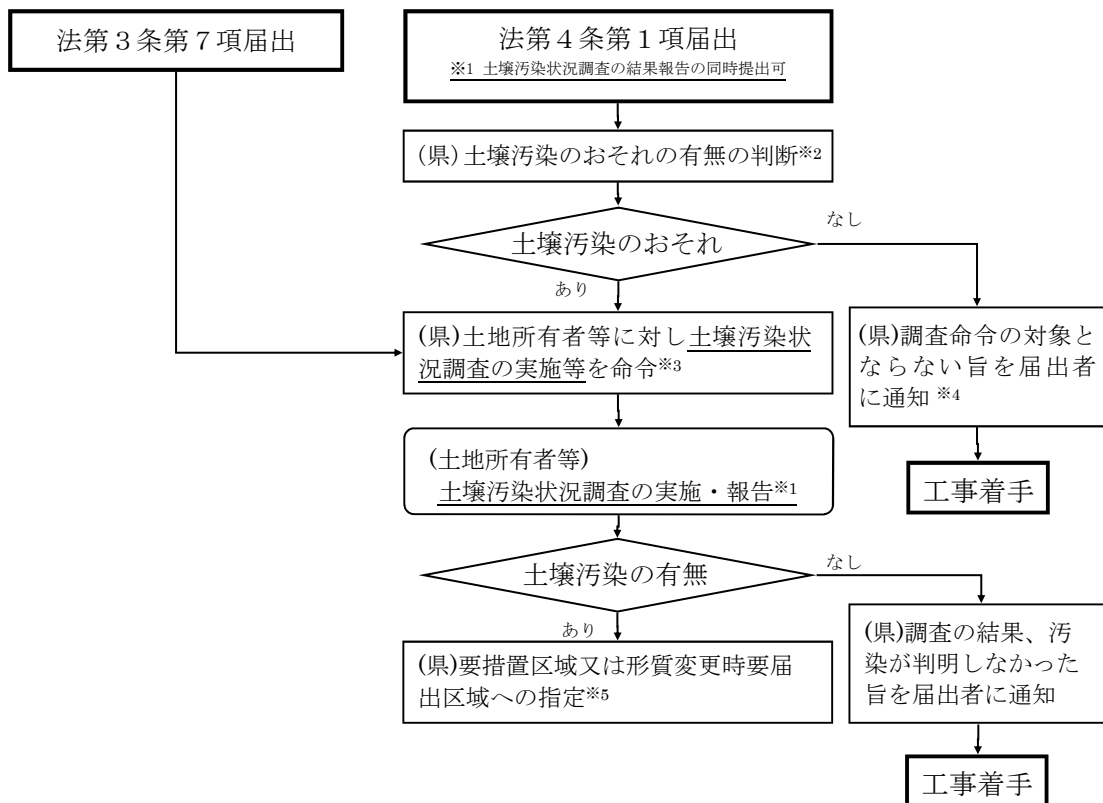 法第３条第７項届出
法第４条第１項届出
※1 土壌汚染状況調査の結果報告の同時提出可
(県)土壌汚染のおそれの有無の判断※2
土壌汚染のおそれ
なし
あり
(県)土地所有者等に対し土壌汚染状
況調査の実施等を命令※3
(県)調査命令の対象と
ならない旨を届出者
に通知 ※4
(土地所有者等)
土壌汚染状況調査の実施・報告※1
工事着手
土壌汚染の有無
なし
あり
(県)要措置区域又は形質変更時要届
出区域への指定※5
(県)調査の結果、汚
染が判明しなかった
旨を届出者に通知
工事着手